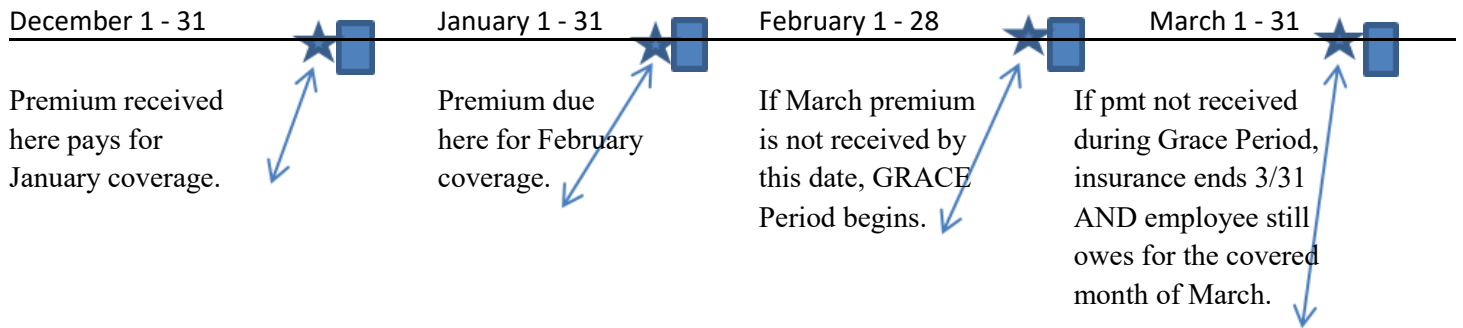 December 1 - 31
January 1 - 31
February 1 - 28
March 1 - 31
Premium received
here pays for
January coverage.
Premium due
here for February
coverage.
If March premium
is not received by
this date, GRACE
Period begins.
If pmt not received
during Grace Period,
insurance ends 3/31
AND employee still
owes for the covered
month of March.